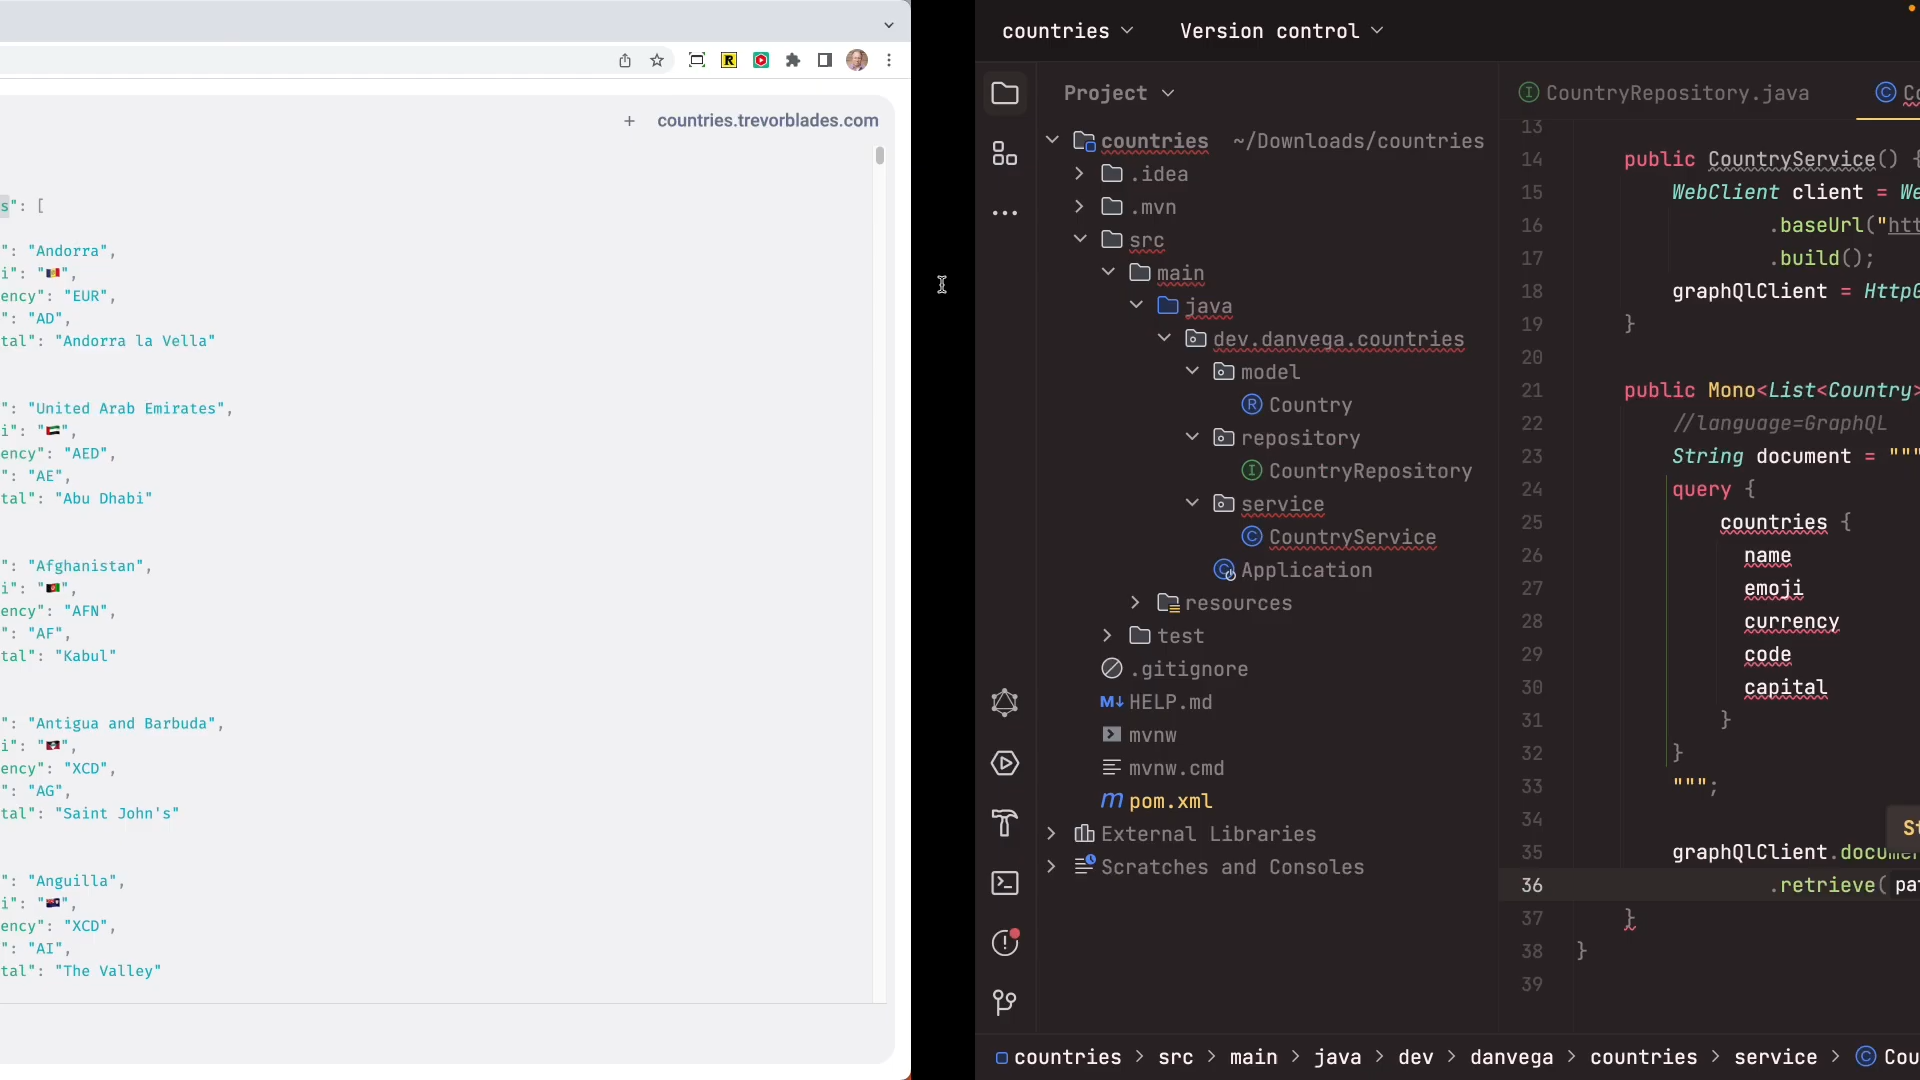 + countries.trevorblades.com
s": [
": "Andorra",
i": "🇦🇩",
ency": "EUR",
": "AD",
tal": "Andorra la Vella"
": "United Arab Emirates",
i": "🇦🇪",
ency": "AED",
": "AE",
tal": "Abu Dhabi"
": "Afghanistan",
i": "🇦🇫",
ency": "AFN",
": "AF",
tal": "Kabul"
": "Antigua and Barbuda",
i": "🇦🇬",
ency": "XCD",
": "AG",
tal": "Saint John's"
": "Anguilla",
i": "🇦🇮",
ency": "XCD",
": "AI",
tal": "The Valley"
countries Version control
Project
countries ~/Downloads/countries
.idea
.mvn
src
main
java
dev.danvega.countries
model
Country
repository
CountryRepository
service
CountryService
Application
resources
test
.gitignore
M↓ HELP.md
mvnw
mvnw.cmd
m pom.xml
External Libraries
Scratches and Consoles
CountryRepository.java Co
13
14 public CountryService() {
15 WebClient client = We
16 .baseUrl("htt
17 .build();
18 graphQlClient = HttpG
19 }
20
21 public Mono<List<Country>
22 //language=GraphQL
23 String document = """
24 query {
25 countries {
26 name
27 emoji
28 currency
29 code
30 capital
31 }
32 }
33 """;
34
35 graphQlClient.documen
36 .retrieve( pat
37 }
38 }
39
St
countries > src > main > java > dev > danvega > countries > service > Cou